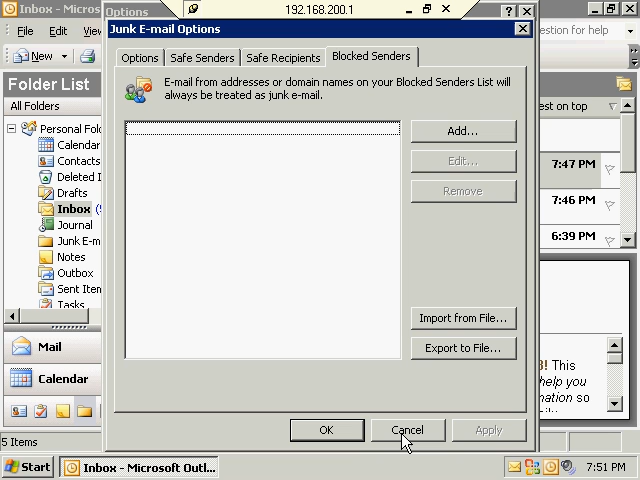 Inbox - Micros
Options
192.168.200.1
Junk E-mail Options
File
Edit
View
estion for help
Options
Safe Senders
Safe Recipients
Blocked Senders
New
E-mail from addresses or domain names on your Blocked Senders List will
always be treated as junk e-mail.
Folder List
All Folders
est on top
Personal Fol
Calendar
Contacts
Deleted I
Drafts
Inbox (5
Journal
Junk E-m
Notes
Outbox
Sent Item
Tasks
Add...
Edit...
Remove
Import from File...
Export to File...
7:47 PM
7:46 PM
6:39 PM
! This
help you
mation so
Mail
Calendar
OK
Cancel
Apply
5 Items
Start
Inbox - Microsoft Outl...
7:51 PM